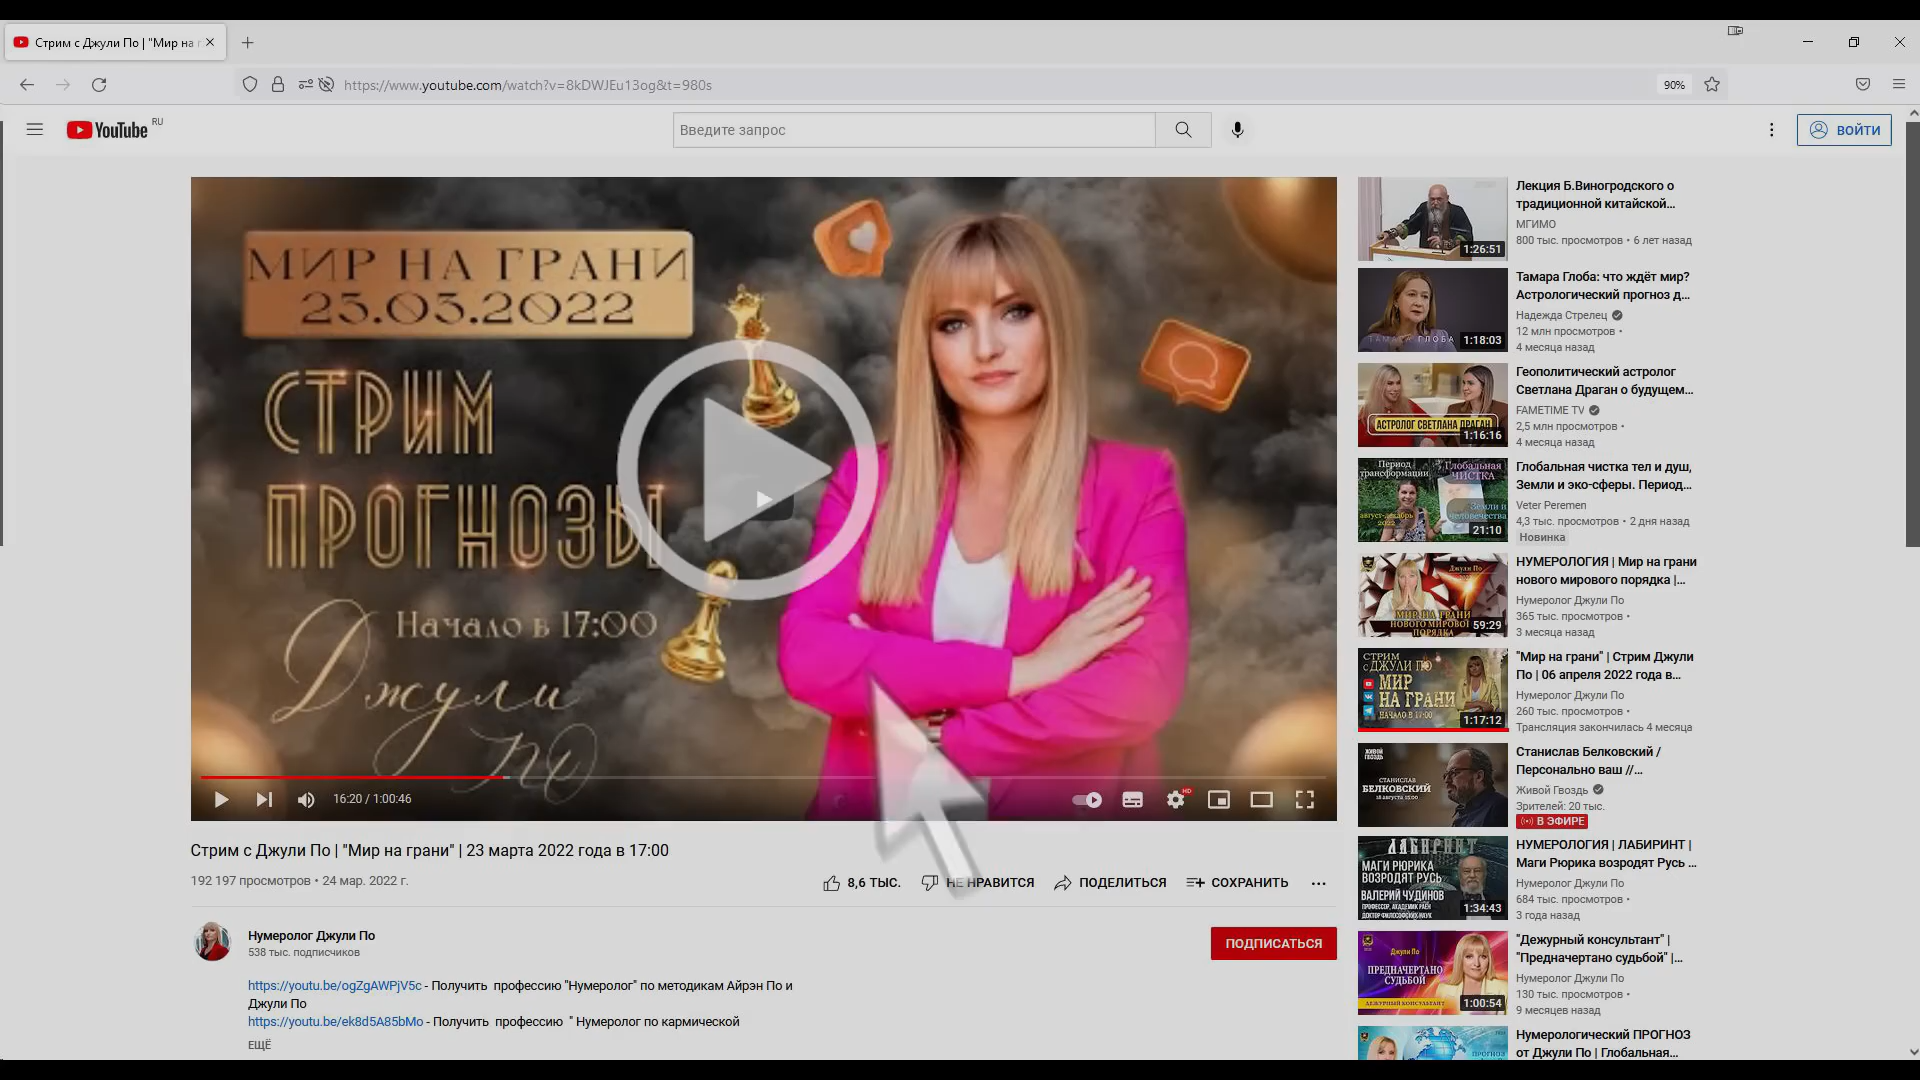 Стрим с Джули По | "Мир на
https://www.youtube.com/watch?v=8kDWJEu13og&t=980s
90%
YouTube RU
Введите запрос
ВОЙТИ
МИР НА ГРАНИ
23.03.2022
СТРИМ
ПРОГНОЗЫ
Начало в 17:00
Джули
ПО
16:20 / 1:00:46
HD
Стрим с Джули По | "Мир на грани" | 23 марта 2022 года в 17:00
192 197 просмотров • 24 мар. 2022 г.
8,6 ТЫС.
НЕ НРАВИТСЯ
ПОДЕЛИТЬСЯ
СОХРАНИТЬ
Нумеролог Джули По
538 тыс. подписчиков
ПОДПИСАТЬСЯ
https://youtu.be/ogZgAWPjV5c - Получить профессию "Нумеролог" по методикам Айрэн По и
Джули По
https://youtu.be/ek8d5A85bMo - Получить профессию " Нумеролог по кармической
ЕЩЁ
1:26:51
Лекция Б.Виногродского о
традиционной китайской...
МГИМО
800 тыс. просмотров • 6 лет назад
ТАМАРА ГЛОБА
1:18:03
Тамара Глоба: что ждёт мир?
Астрологический прогноз д...
Надежда Стрелец
12 млн просмотров •
4 месяца назад
АСТРОЛОГ СВЕТЛАНА ДРАГАН
1:16:16
Геополитический астролог
Светлана Драган о будущем...
FAMETIME TV
2,5 млн просмотров •
4 месяца назад
Период
трансформации
Глобальная
ЧИСТКА
Земли и
человечества
август-декабрь
2022
21:10
Глобальная чистка тел и душ,
Земли и эко-сферы. Период...
Veter Peremen
4,3 тыс. просмотров • 2 дня назад
Новинка
Джули По
МИР НА ГРАНИ
НОВОГО МИРОВОГО
ПОРЯДКА
59:29
НУМЕРОЛОГИЯ | Мир на грани
нового мирового порядка |...
Нумеролог Джули По
365 тыс. просмотров •
3 месяца назад
СТРИМ
с ДЖУЛИ ПО
МИР
НА ГРАНИ
НАЧАЛО В 17:00
1:17:12
"Мир на грани" | Стрим Джули
По | 06 апреля 2022 года в...
Нумеролог Джули По
260 тыс. просмотров •
Трансляция закончилась 4 месяца
ЖИВОЙ
ГВОЗДЬ
СТАНИСЛАВ
БЕЛКОВСКИЙ
18 августа 15:00
Станислав Белковский /
Персонально ваш //...
Живой Гвоздь
Зрителей: 20 тыс.
В ЭФИРЕ
ЛАБИРИНТ
МАГИ РЮРИКА
ВОЗРОДЯТ РУСЬ
ВАЛЕРИЙ ЧУДИНОВ
ПРОФЕССОР, АКАДЕМИК РАЕН
ДОКТОР ФИЛОСОФСКИХ НАУК
1:34:43
НУМЕРОЛОГИЯ | ЛАБИРИНТ |
Маги Рюрика возродят Русь ...
Нумеролог Джули По
684 тыс. просмотров •
3 года назад
Джули По
ПРЕДНАЧЕРТАНО
СУДЬБОЙ
ДЕЖУРНЫЙ КОНСУЛЬТАНТ
1:00:54
"Дежурный консультант" |
"Предначертано судьбой" |...
Нумеролог Джули По
130 тыс. просмотров •
9 месяцев назад
ПРОГНОЗ
Нумерологический ПРОГНОЗ
от Джули По | Глобальная...